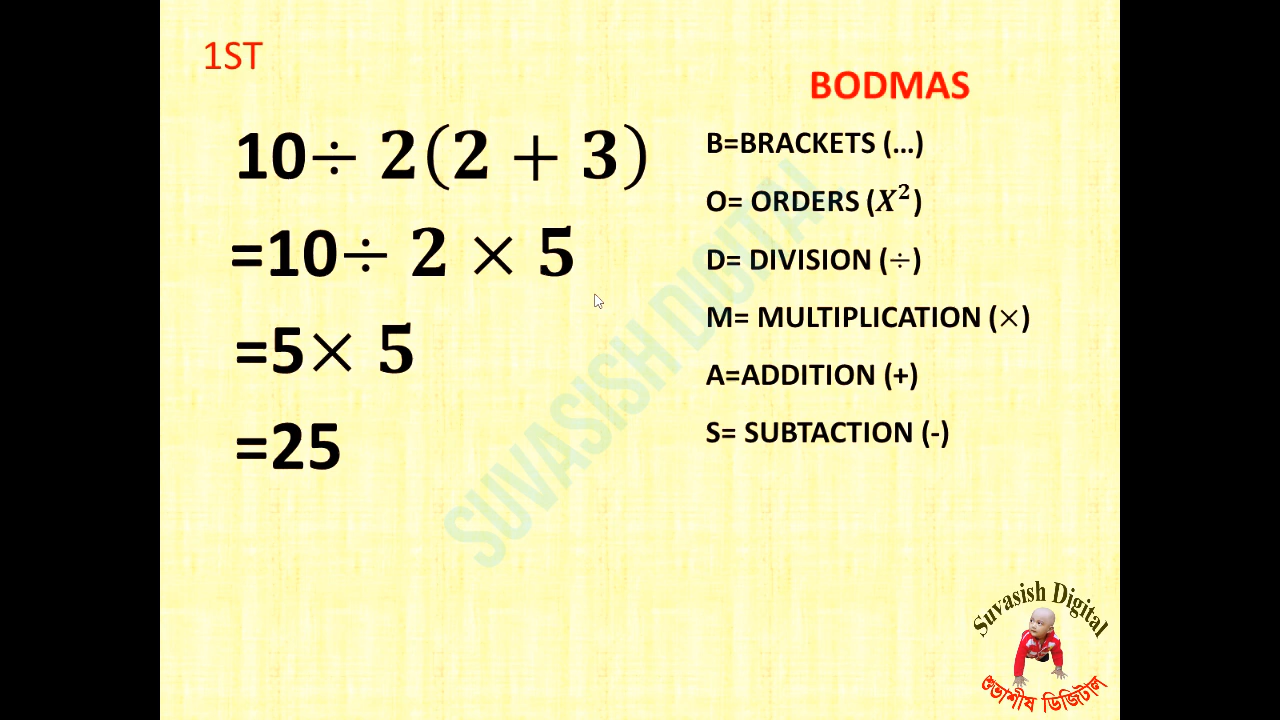 1ST
10÷ 2(2 + 3)
=10÷ 2 × 5
=5× 5
=25
BODMAS
B=BRACKETS (...)
O= ORDERS (X²)
D= DIVISION (÷)
M= MULTIPLICATION (×)
A=ADDITION (+)
S= SUBTACTION (-)
SUVASISH DIGITAL
Suvasish Digital
শুভাশীষ ডিজিটাল